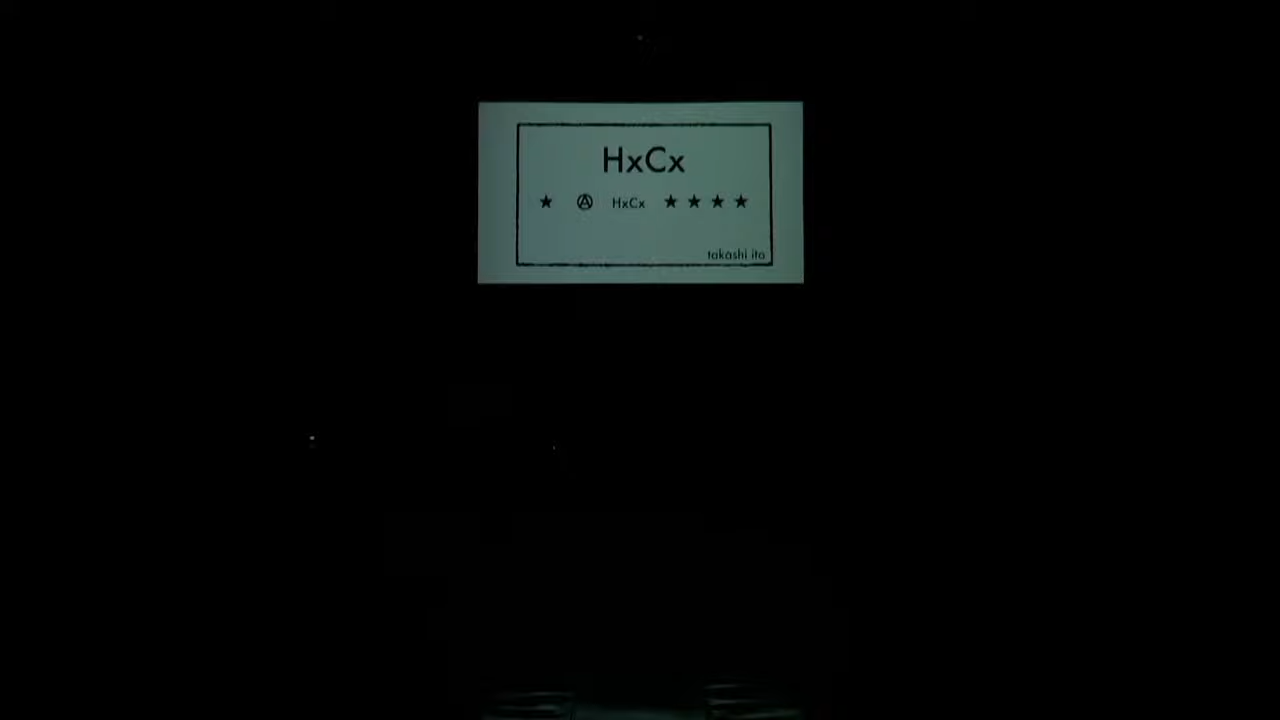 HxCx
★ Ⓐ HxCx ★ ★ ★ ★
takashi ito